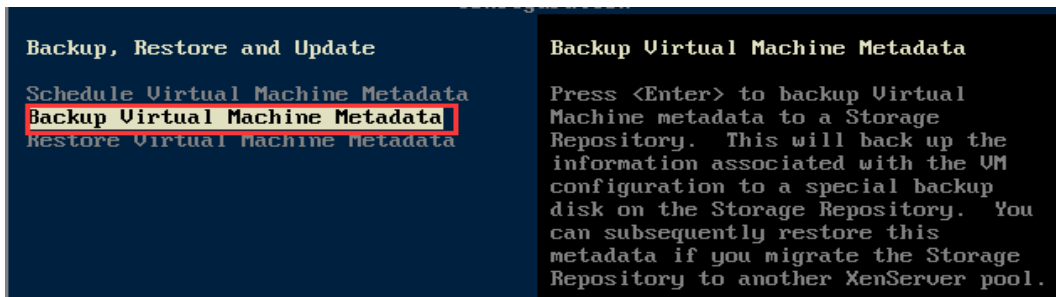 Backup, Restore and Update
Schedule Virtual Machine Metadata
Backup Virtual Machine Metadata
Restore Virtual Machine Metadata
Backup Virtual Machine Metadata
Press <Enter> to backup Virtual
Machine metadata to a Storage
Repository.  This will back up the
information associated with the VM
configuration to a special backup
disk on the Storage Repository.  You
can subsequently restore this
metadata if you migrate the Storage
Repository to another XenServer pool.